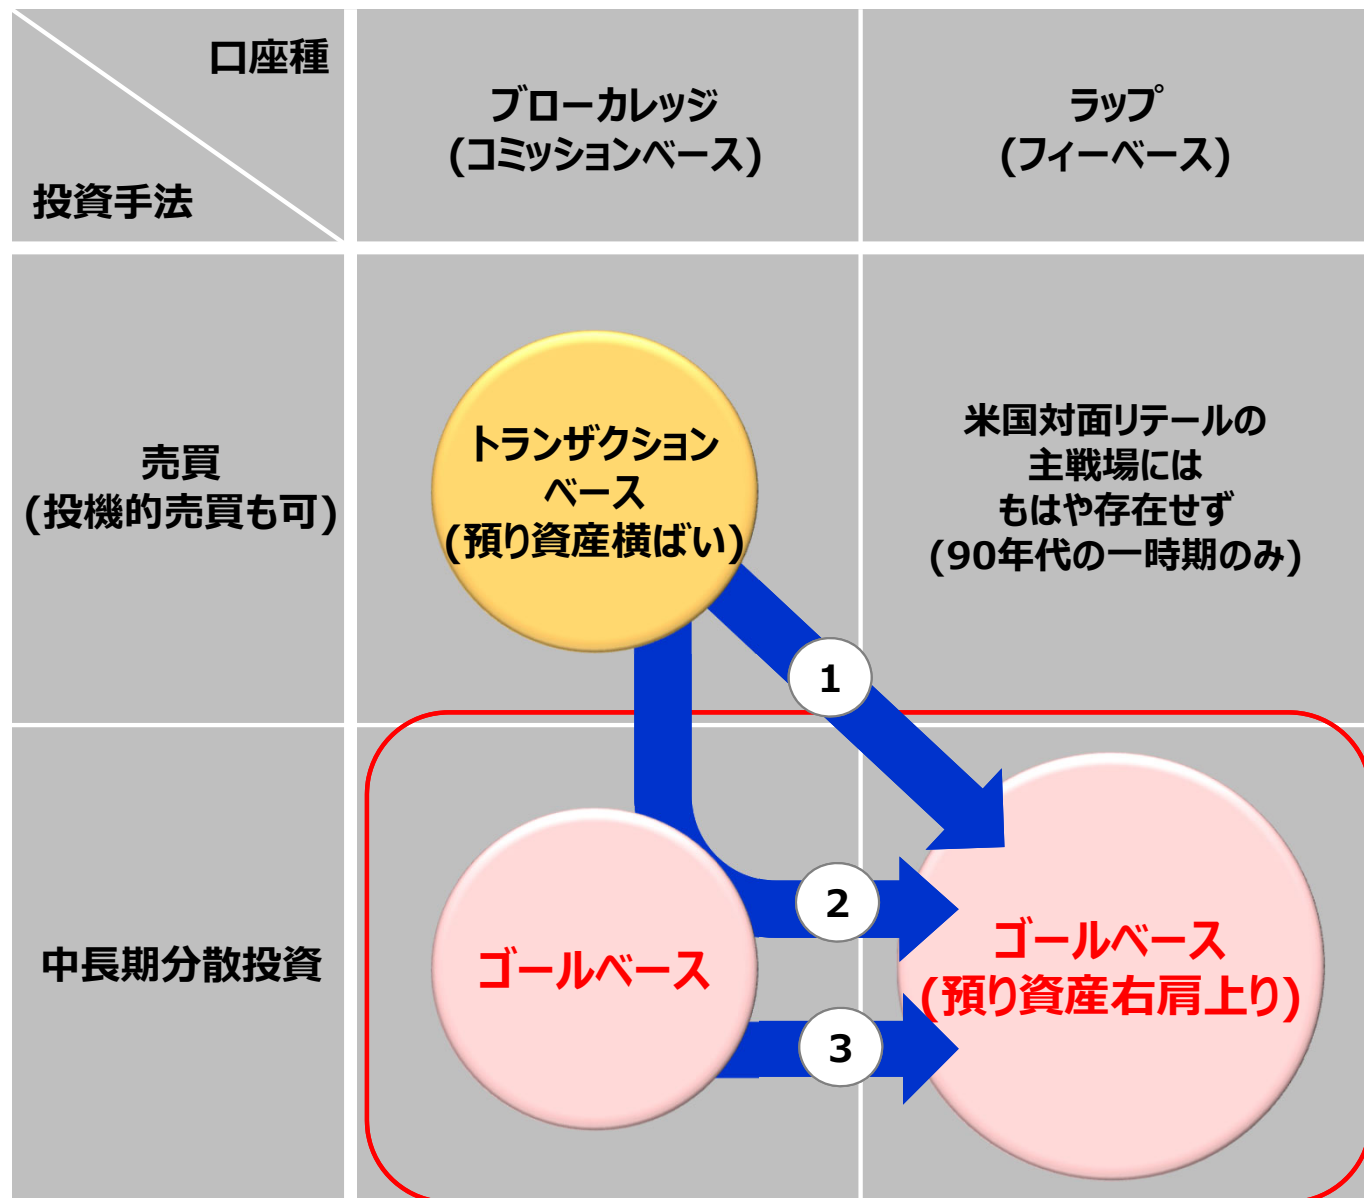 口座種
投資手法
ブローカレッジ
(コミッションベース)
ラップ
(フィーベース)
売買
(投機的売買も可)
トランザクション
ベース
(預り資産横ばい)
米国対面リテールの
主戦場には
もはや存在せず
(90年代の一時期のみ)
1
中長期分散投資
ゴールベース
2
3
ゴールベース
(預り資産右肩上り)